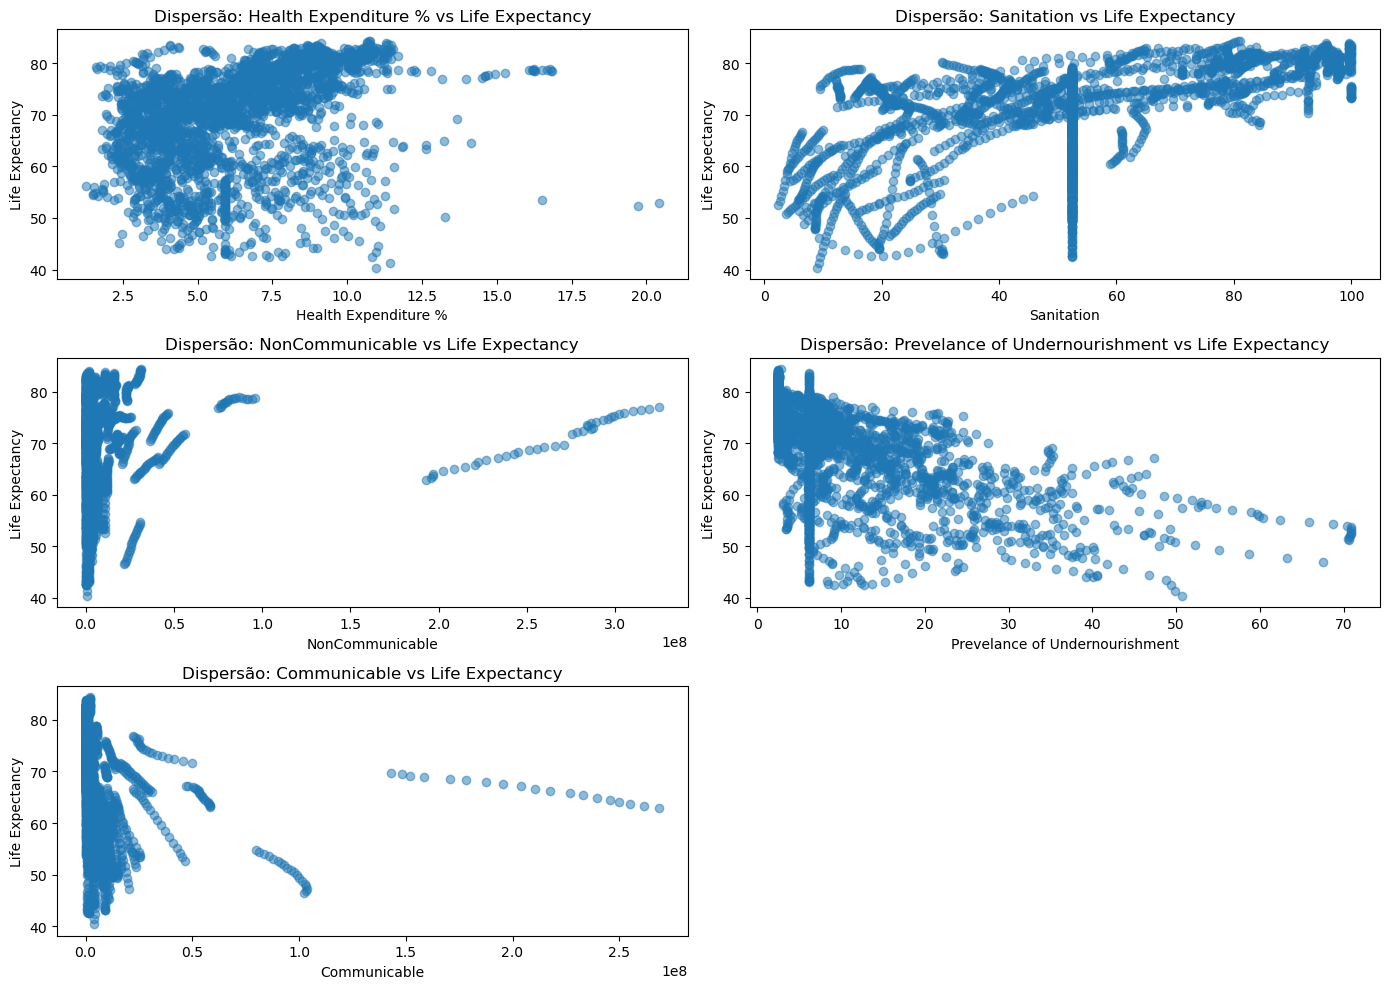 Dispersão: Health Expenditure % vs Life Expectancy
Life Expectancy
80
70
60
50
40
2.5 5.0 7.5 10.0 12.5 15.0 17.5 20.0
Health Expenditure %
Dispersão: Sanitation vs Life Expectancy
Life Expectancy
80
70
60
50
40
0 20 40 60 80 100
Sanitation
Dispersão: NonCommunicable vs Life Expectancy
Life Expectancy
80
70
60
50
40
0.0 0.5 1.0 1.5 2.0 2.5 3.0
1e8
NonCommunicable
Dispersão: Prevelance of Undernourishment vs Life Expectancy
Life Expectancy
80
70
60
50
40
0 10 20 30 40 50 60 70
Prevelance of Undernourishment
Dispersão: Communicable vs Life Expectancy
Life Expectancy
80
70
60
50
40
0.0 0.5 1.0 1.5 2.0 2.5
1e8
Communicable